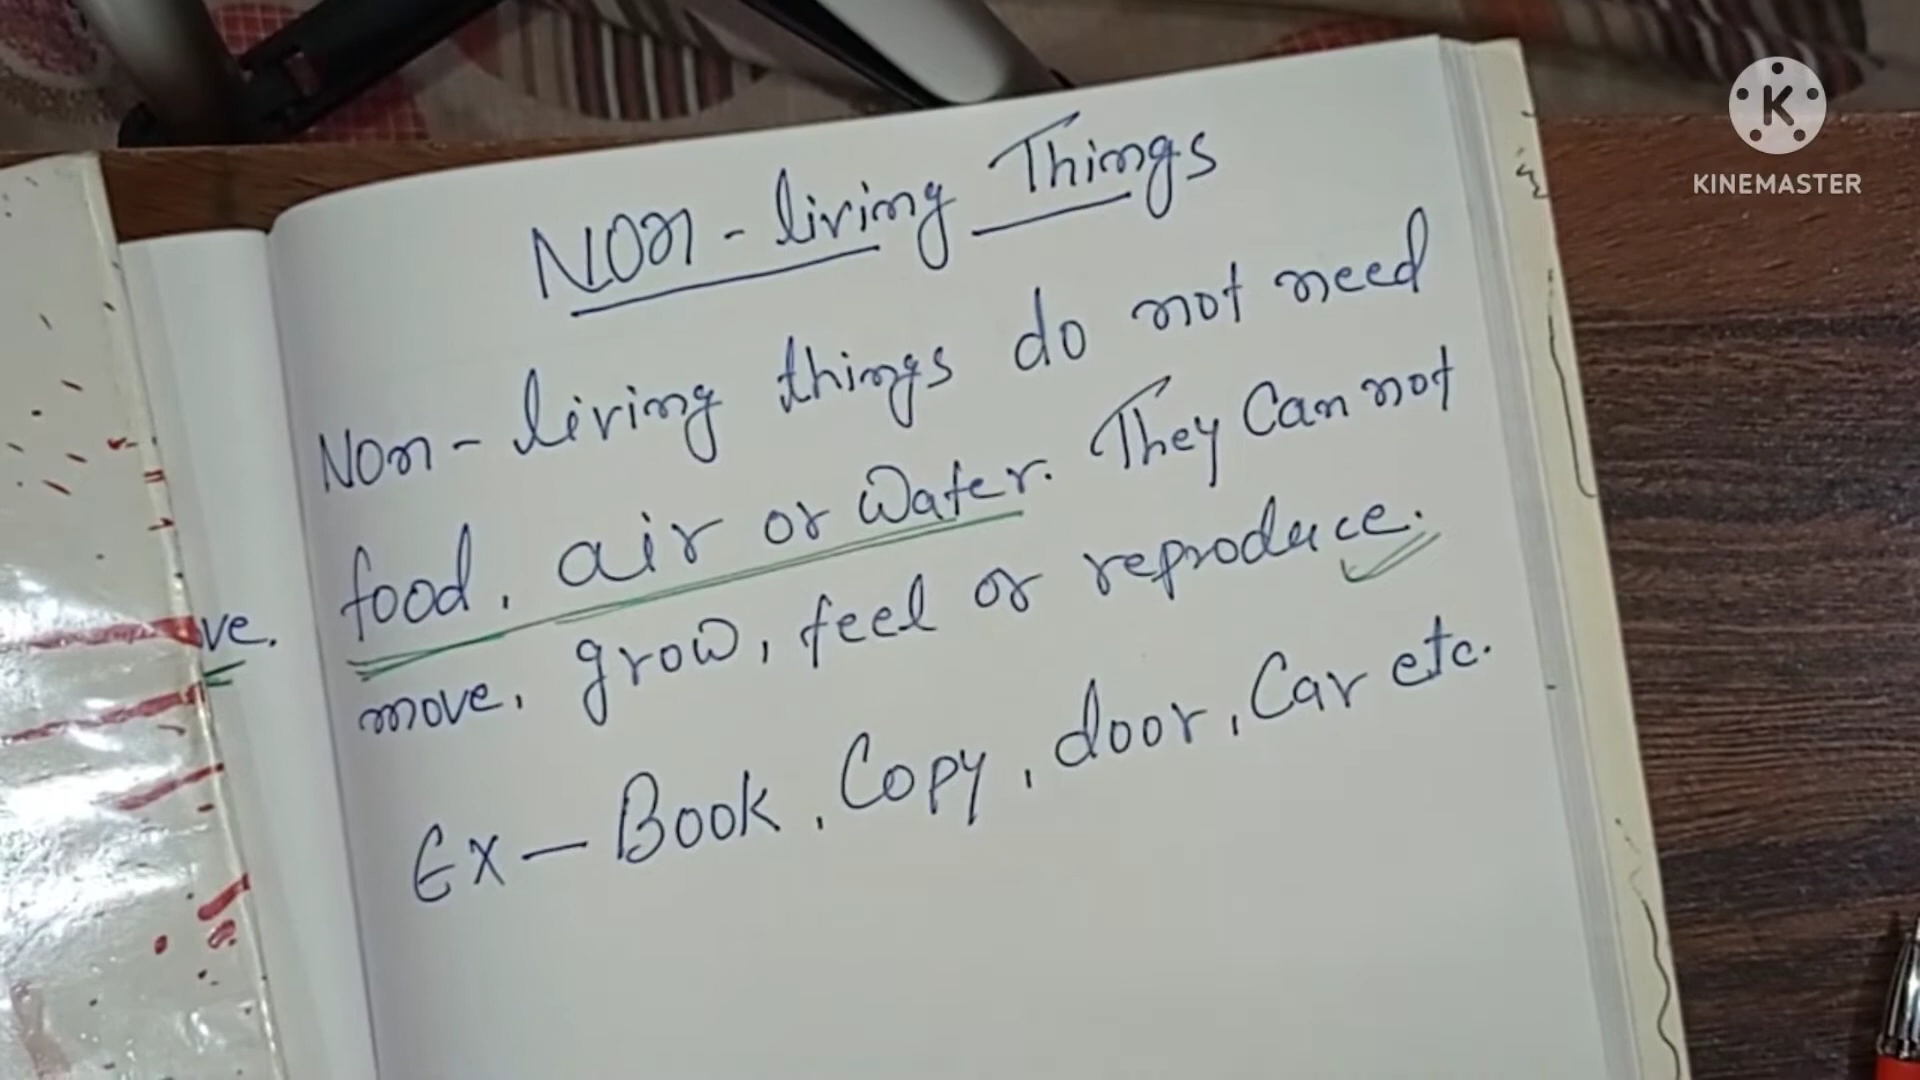 NOn - living Things
NOn - living things do not need
food, air or Water. They Can not
move, grow, feel or reproduce.
Ex - Book, Copy, door, Car etc.
ve.
KINEMASTER